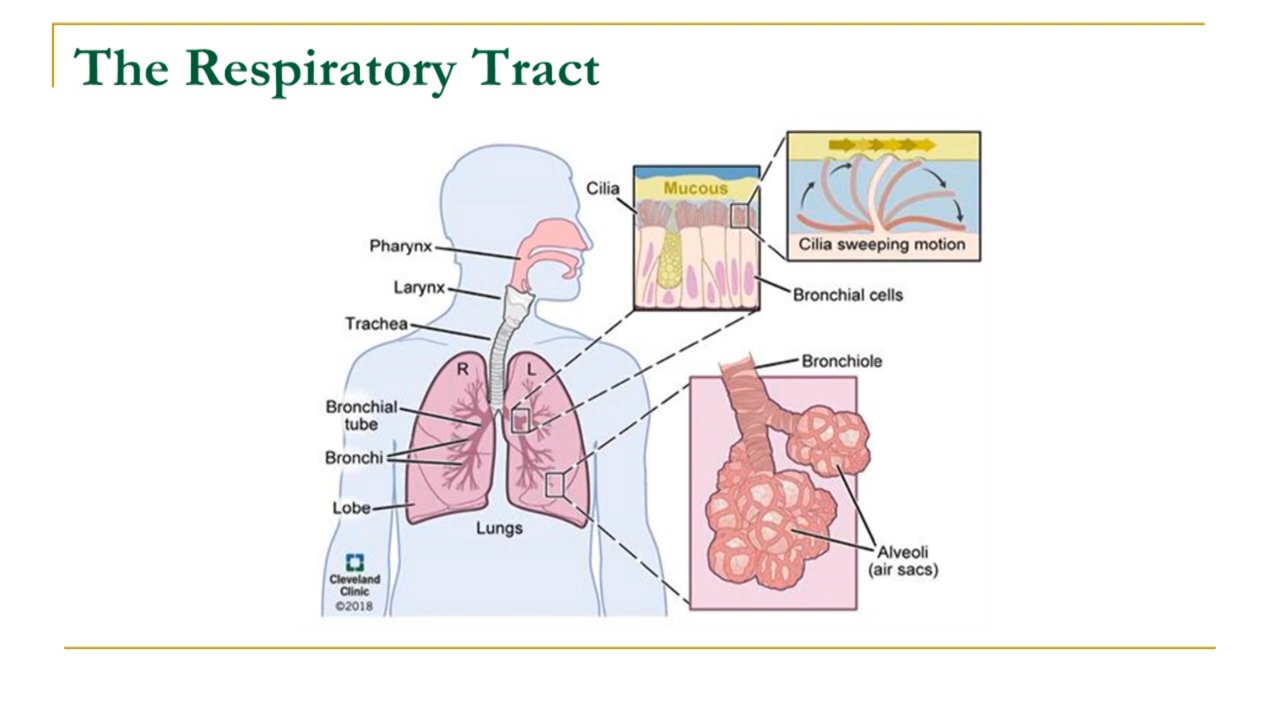 The Respiratory Tract
Cilia
Mucous
Cilia sweeping motion
Pharynx
Larynx
Bronchial cells
Trachea
Bronchiole
R
L
Bronchial
tube
Bronchi
Lobe
Lungs
Alveoli
(air sacs)
Cleveland
Clinic
©2018